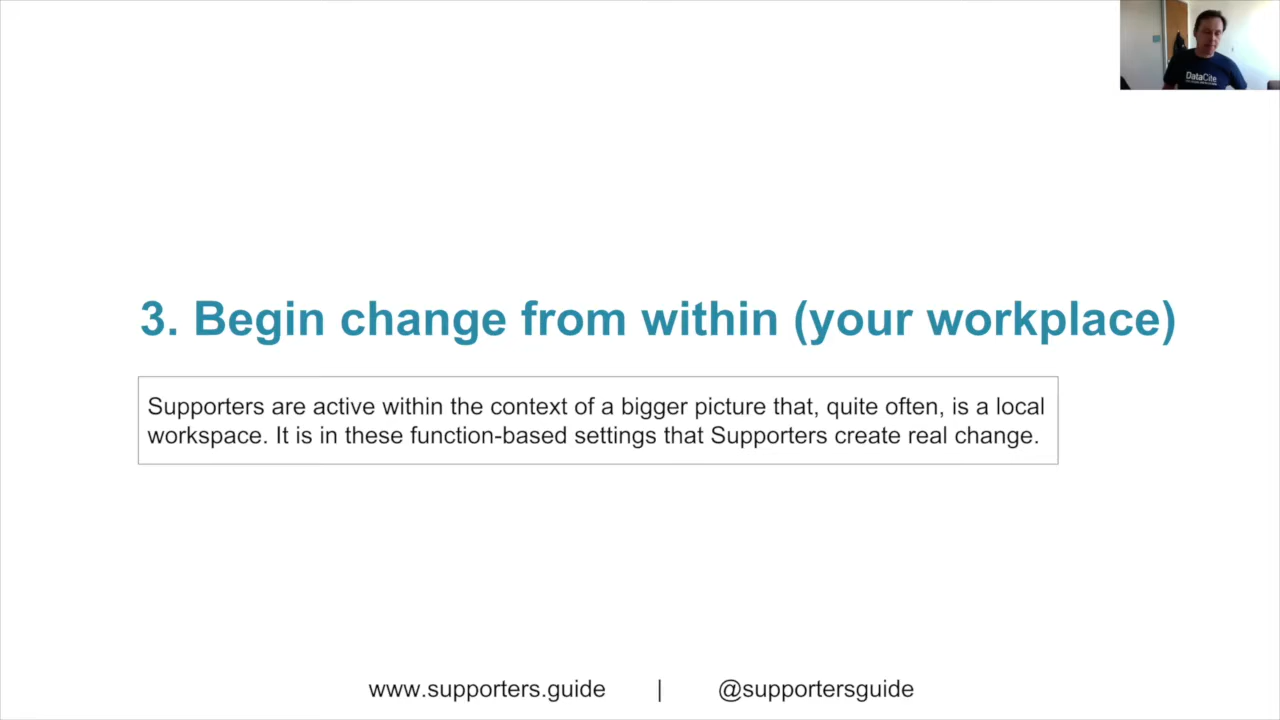 DataCite
3. Begin change from within (your workplace)
Supporters are active within the context of a bigger picture that, quite often, is a local
workspace. It is in these function-based settings that Supporters create real change.
www.supporters.guide | @supportersguide